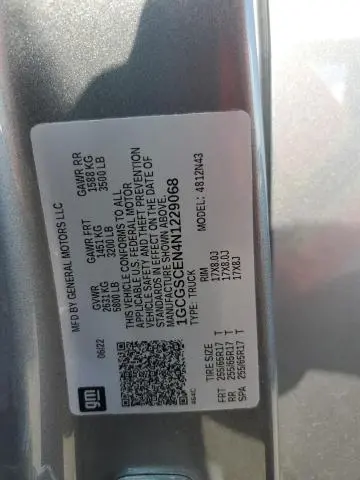 MFD BY GENERAL MOTORS LLC
06/22 GVWR GAWR FRT GAWR RR
2631 KG 1451 KG 1588 KG
5800 LB 3200 LB 3500 LB
THIS VEHICLE CONFORMS TO ALL
APPLICABLE U.S. FEDERAL MOTOR
VEHICLE SAFETY AND THEFT PREVENTION
STANDARDS IN EFFECT ON THE DATE OF
MANUFACTURE SHOWN ABOVE.
1GCGSCEN4N1229068
TYPE: TRUCK MODEL: 4812N43
TIRE SIZE RIM
FRT 255/65R17 T 17X8.0J
RR 255/65R17 T 17X8.0J
SPA 255/65R17 T 17X8J
gm